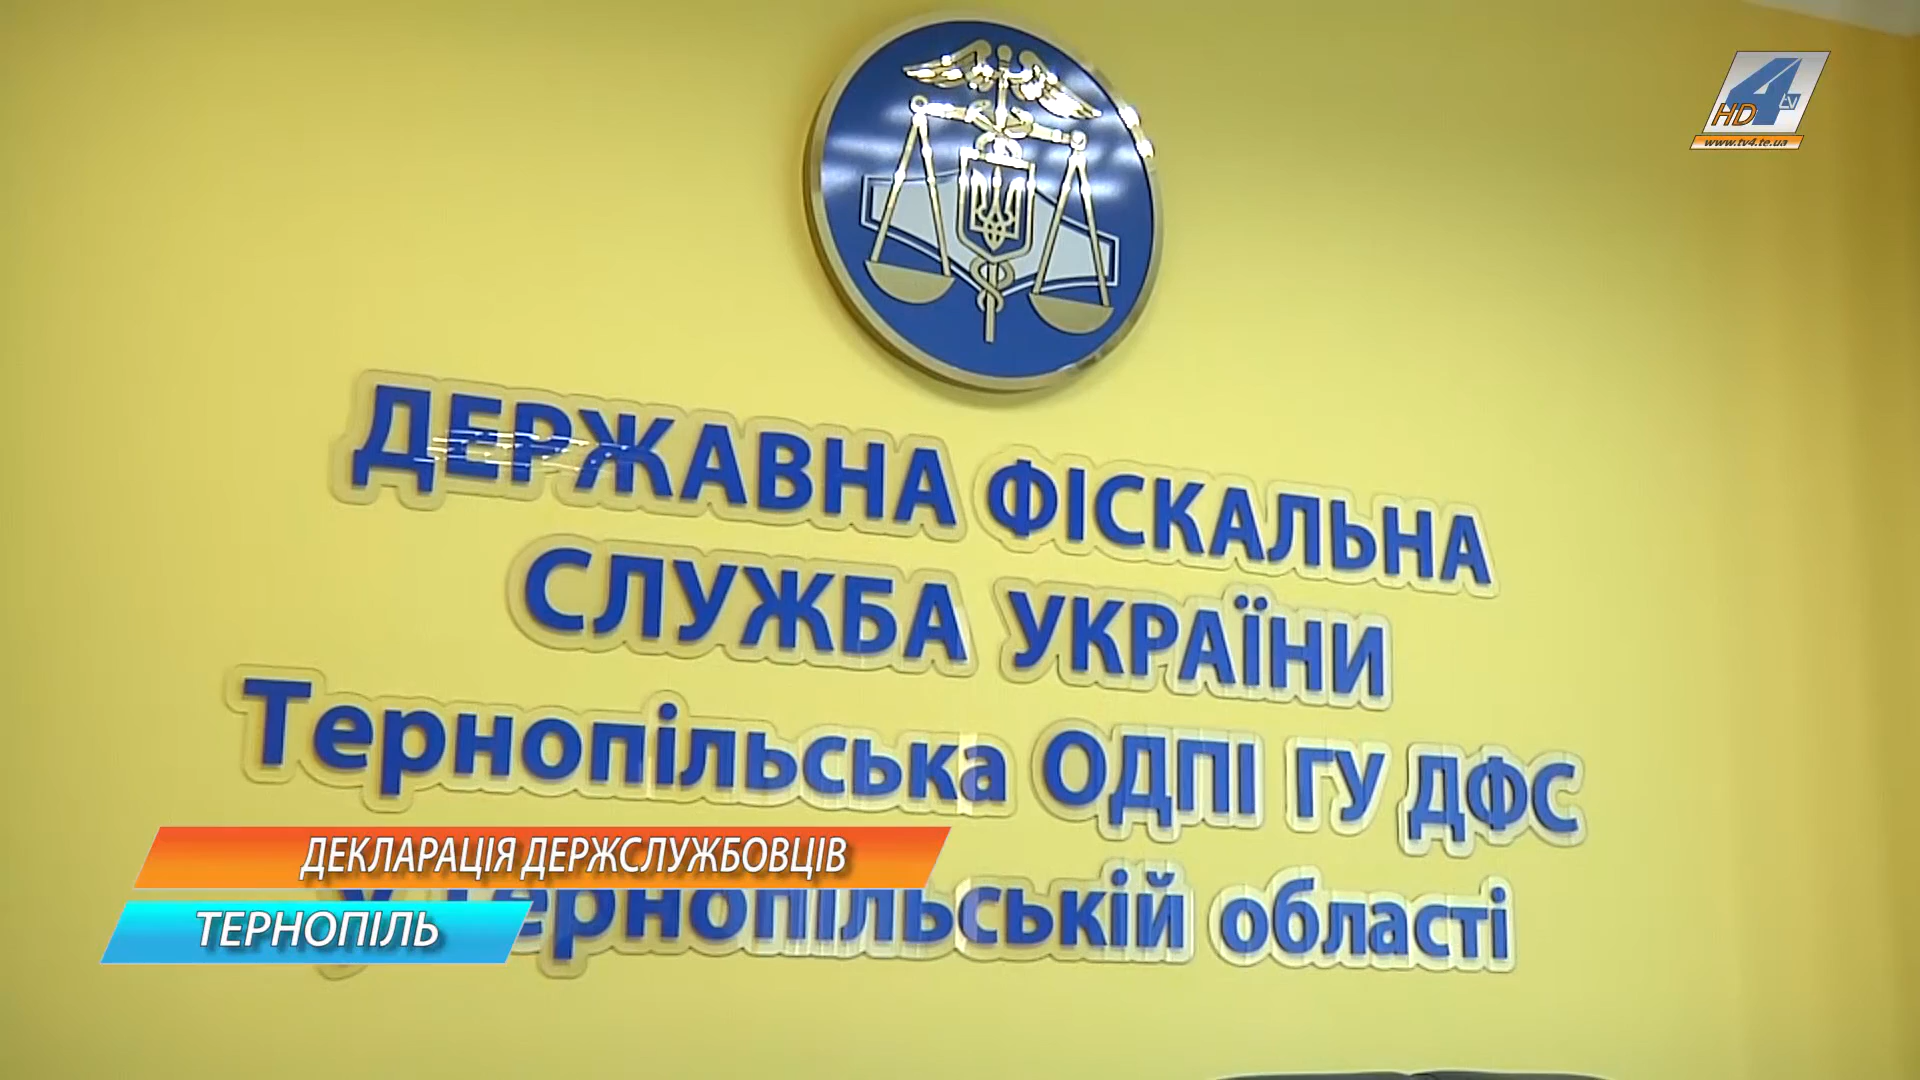 HD 4 tv
www.tv4.te.ua
ДЕРЖАВНА ФІСКАЛЬНА
СЛУЖБА УКРАЇНИ
Тернопільська ОДПІ ГУ ДФС
у Тернопільській області
ДЕКЛАРАЦІЯ ДЕРЖСЛУЖБОВЦІВ
ТЕРНОПІЛЬ